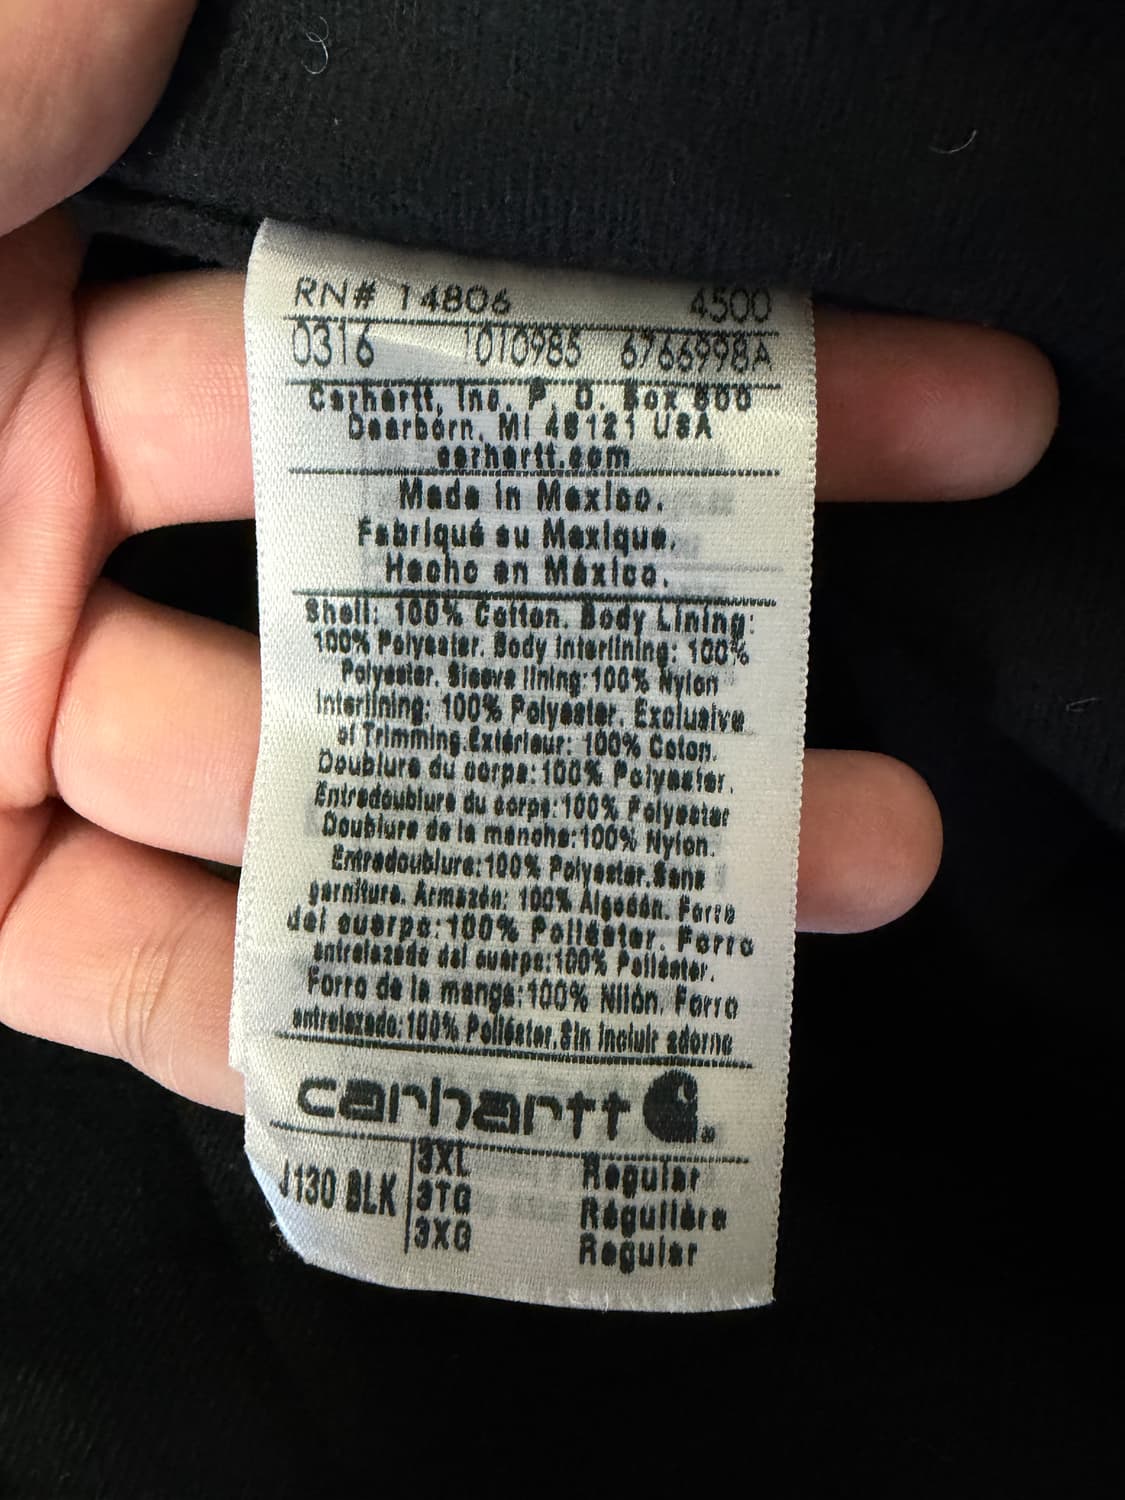 RN# 14806 4500
0316 1010985 6766998A
Carhartt, Inc. P. O. Box 600
Dearborn, MI 48121 USA
carhartt.com
Made in Mexico.
Fabriqué au Mexique.
Hecho en México.
Shell: 100% Cotton. Body Lining:
100% Polyester. Body Interlining: 100%
Polyester. Sleeve lining:100% Nylon
Interlining: 100% Polyester. Exclusive
of Trimming.Extérieur: 100% Coton.
Doublure du corps:100% Polyester.
Entredoublure du corps:100% Polyester
Doublure de la manche:100% Nylon.
Entredoublure:100% Polyester.Sans
garniture. Armazón: 100% Algodón. Forro
del cuerpo:100% Poliéster. Forro
entrelazado del cuerpo:100% Poliéster.
Forro de la manga:100% Nilón. Forro
entrelazado:100% Poliéster.Sin incluir adorno
carhartt
J130 BLK 3XL Regular
3TG Régulière
3XG Regular